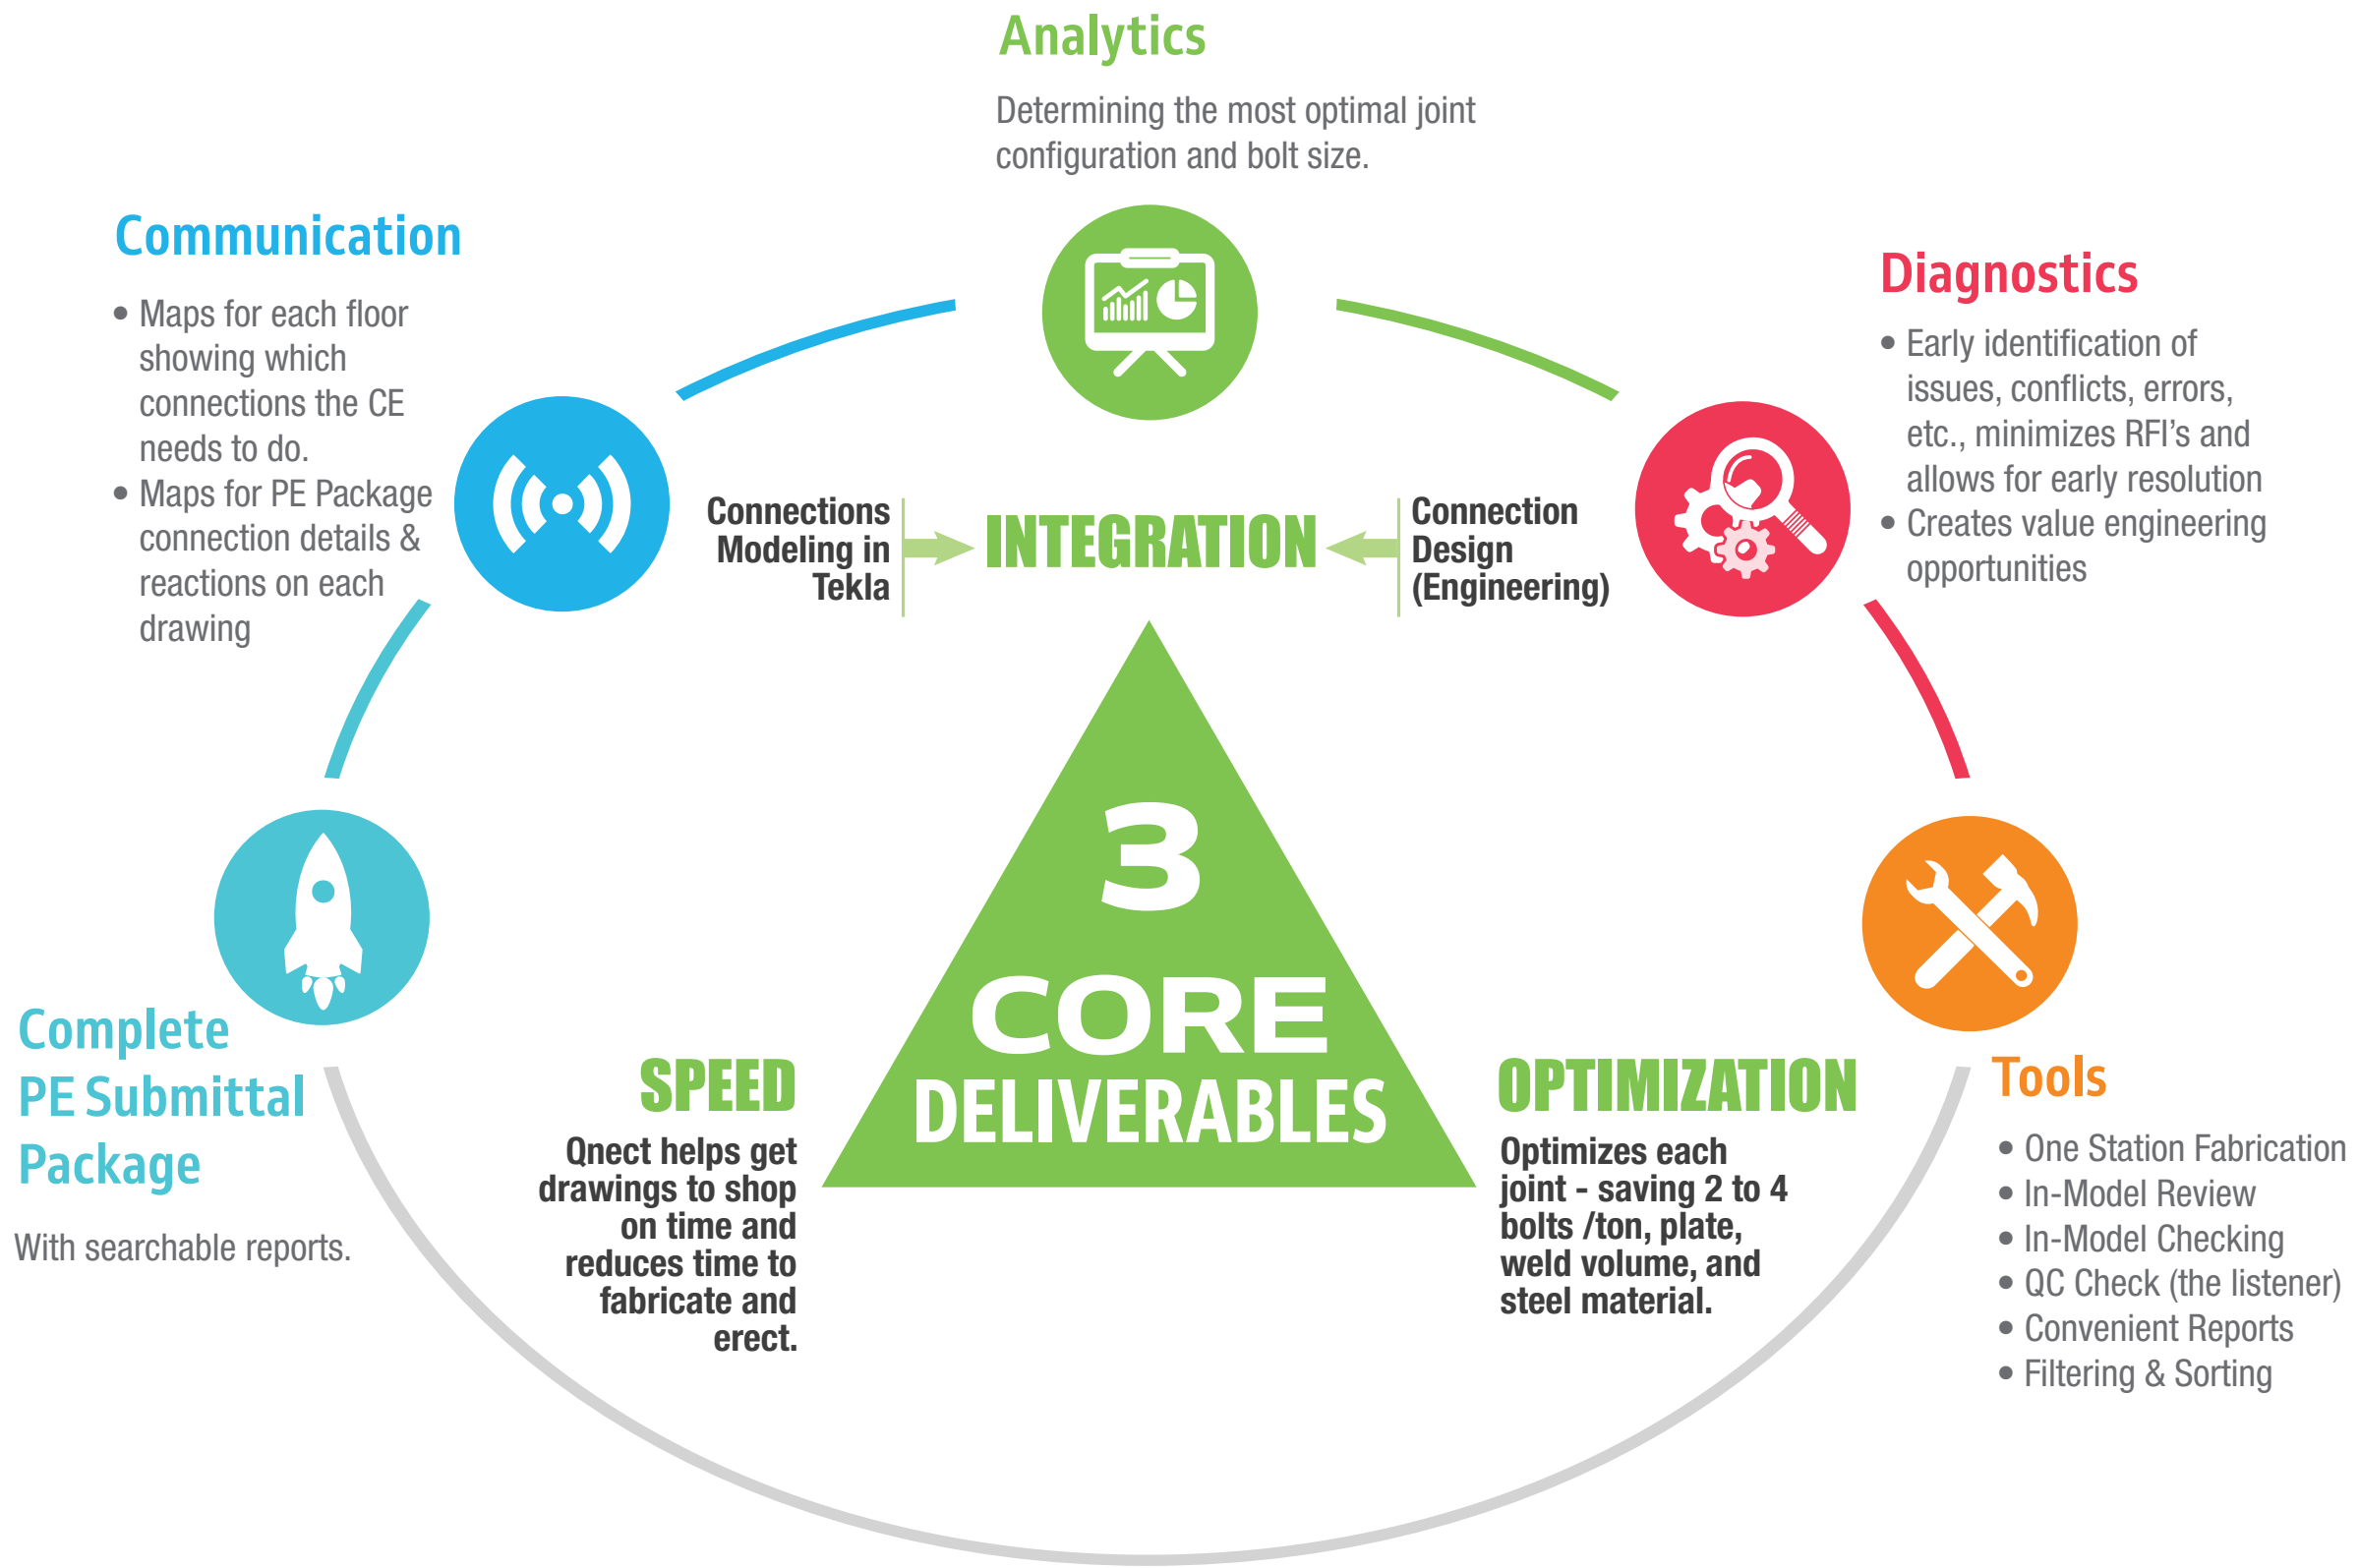 Analytics
Determining the most optimal joint
configuration and bolt size.
Communication
• Maps for each floor
showing which
connections the CE
needs to do.
• Maps for PE Package
connection details &
reactions on each
drawing
Diagnostics
• Early identification of
issues, conflicts, errors,
etc., minimizes RFI’s and
allows for early resolution
• Creates value engineering
opportunities
Connections
Modeling in
Tekla
INTEGRATION
Connection
Design
(Engineering)
3
CORE
DELIVERABLES
Complete
PE Submittal
Package
With searchable reports.
SPEED
Qnect helps get
drawings to shop
on time and
reduces time to
fabricate and
erect.
OPTIMIZATION
Optimizes each
joint - saving 2 to 4
bolts /ton, plate,
weld volume, and
steel material.
Tools
• One Station Fabrication
• In-Model Review
• In-Model Checking
• QC Check (the listener)
• Convenient Reports
• Filtering & Sorting